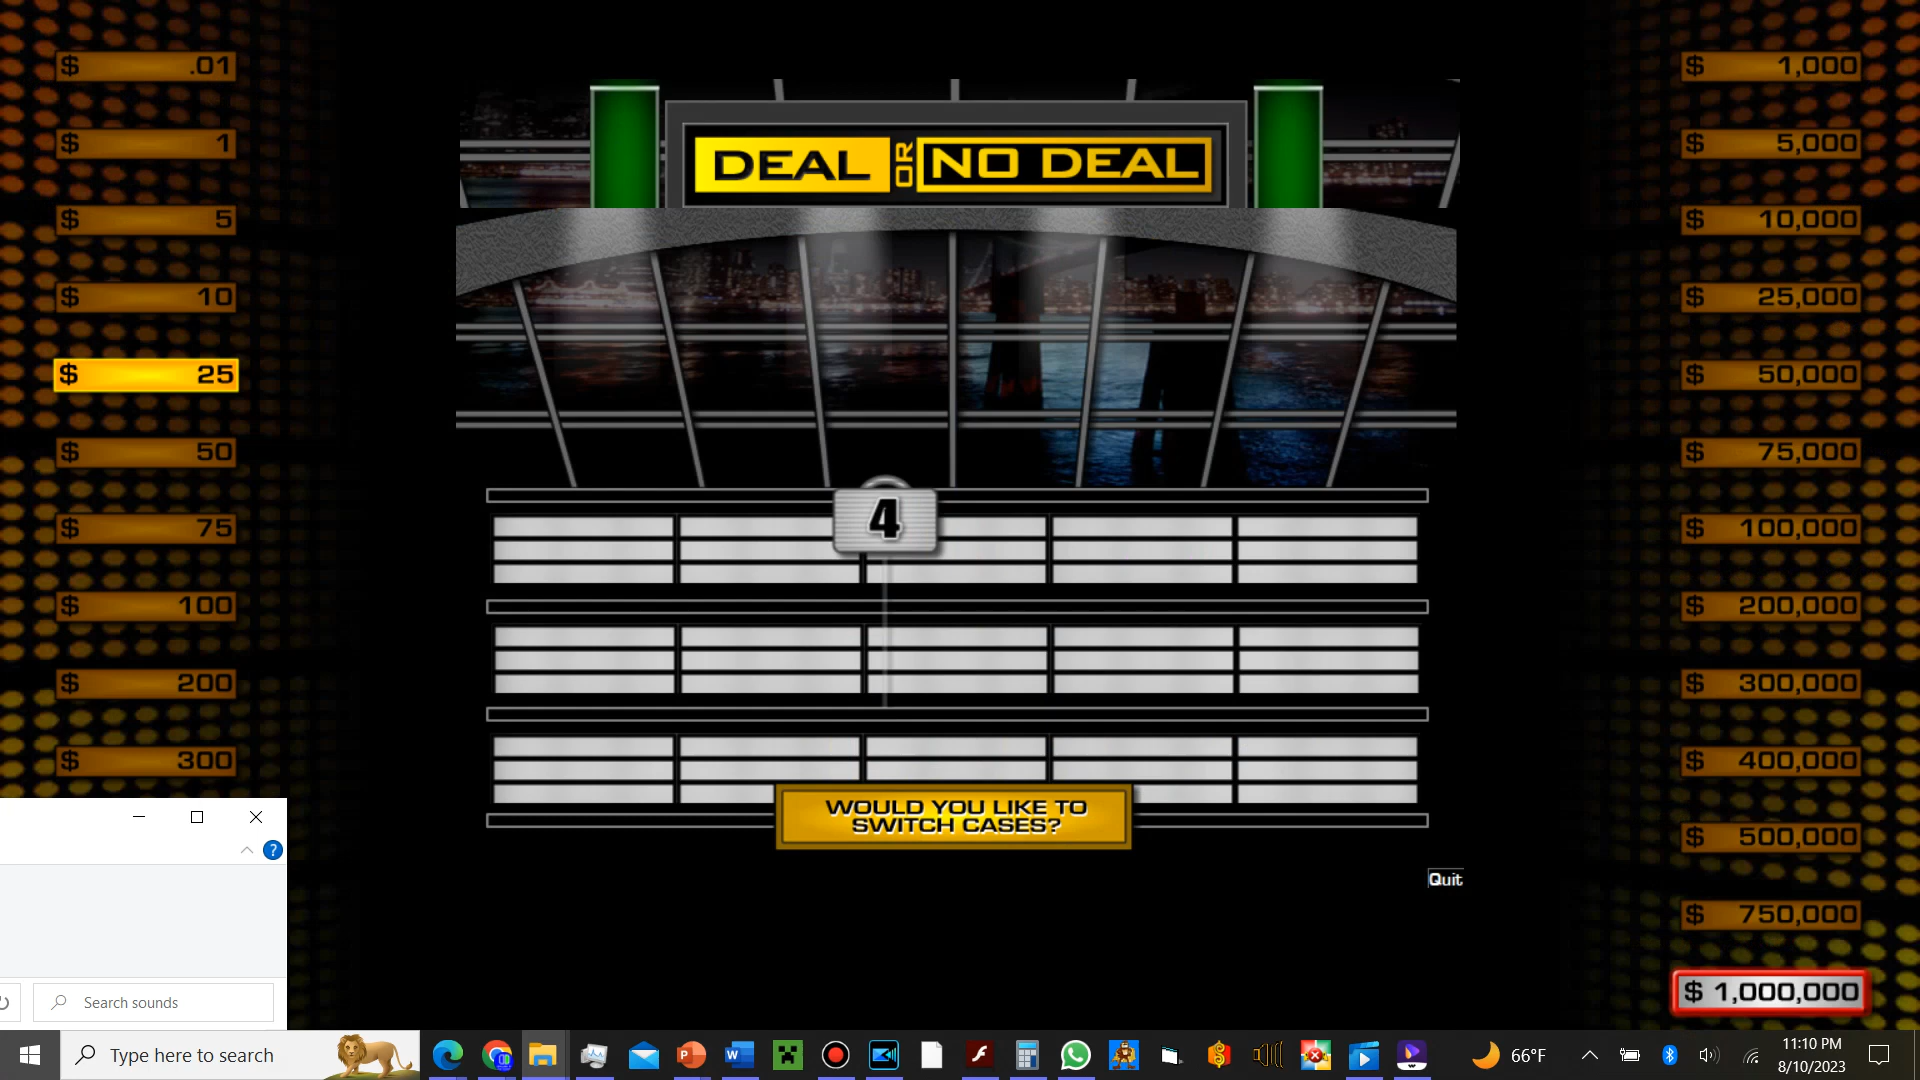 DEAL OR NO DEAL
$ .01
$ 1
$ 5
$ 10
$ 25
$ 50
$ 75
$ 100
$ 200
$ 300
$ 1,000
$ 5,000
$ 10,000
$ 25,000
$ 50,000
$ 75,000
$ 100,000
$ 200,000
$ 300,000
$ 400,000
$ 500,000
$ 750,000
$ 1,000,000
4
WOULD YOU LIKE TO
SWITCH CASES?
Quit
?
Search sounds
Type here to search
P
W
66°F
11:10 PM
8/10/2023